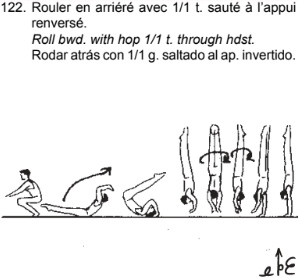 122. Rouler en arriéré avec 1/1 t. sauté à l'appui
renversé.
Roll bwd. with hop 1/1 t. through hdst.
Rodar atrás con 1/1 g. saltado al ap. invertido.